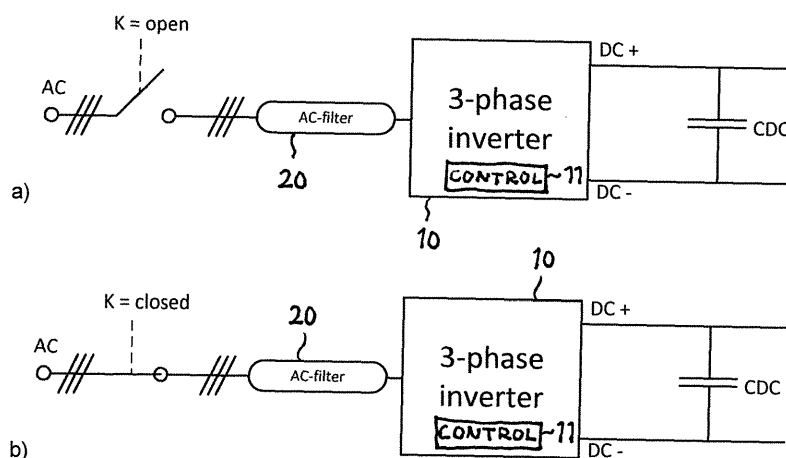 K = open
AC
AC-filter
20
3-phase
inverter
CONTROL
11
10
DC +
CDC
DC -
a)
K = closed
AC
20
AC-filter
10
3-phase
inverter
CONTROL
11
DC +
CDC
DC -
b)